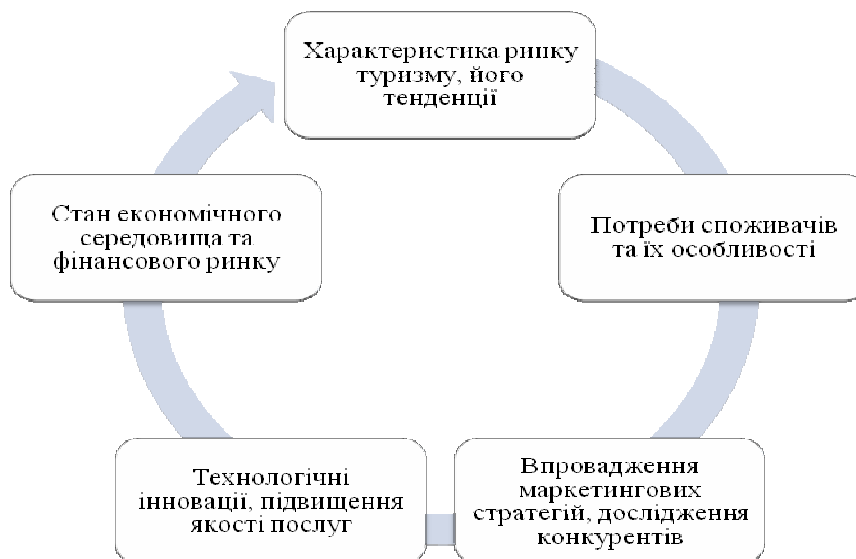 Характеристика ринку
туризму, його
тенденції
Потреби споживачів
та їх особливості
Впровадження
маркетингових
стратегій, дослідження
конкурентів
Технологічні
інновації, підвищення
якості послуг
Стан економічного
середовища та
фінансового ринку